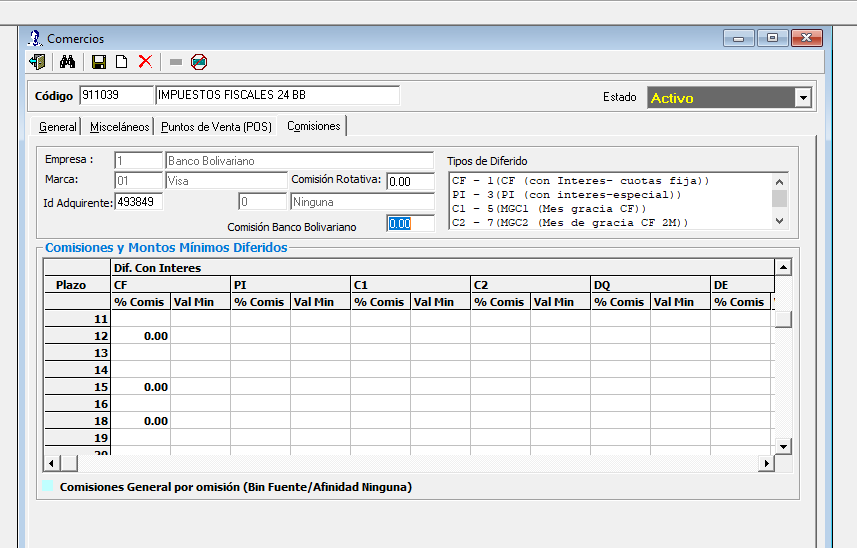 Comercios
Código 911039 IMPUESTOS FISCALES 24 BB Estado Activo
General Misceláneos Puntos de Venta (POS) Comisiones
Empresa : 1 Banco Bolivariano Tipos de Diferido
Marca: 01 Visa Comisión Rotativa: 0.00
Id Adquirente: 493849 0 Ninguna
Comisión Banco Bolivariano 0.00
CF - 1(CF (con Interes- cuotas fija))
PI - 3(PI (con interes-especial))
C1 - 5(MGC1 (Mes gracia CF))
C2 - 7(MGC2 (Mes de gracia CF 2M))
Comisiones y Montos Mínimos Diferidos
Dif. Con Interes
Plazo CF PI C1 C2 DQ DE
% Comis Val Min % Comis Val Min % Comis Val Min % Comis Val Min % Comis Val Min % Comis
11
12 0.00
13
14
15 0.00
16
18 0.00
19
20
Comisiones General por omisión (Bin Fuente/Afinidad Ninguna)